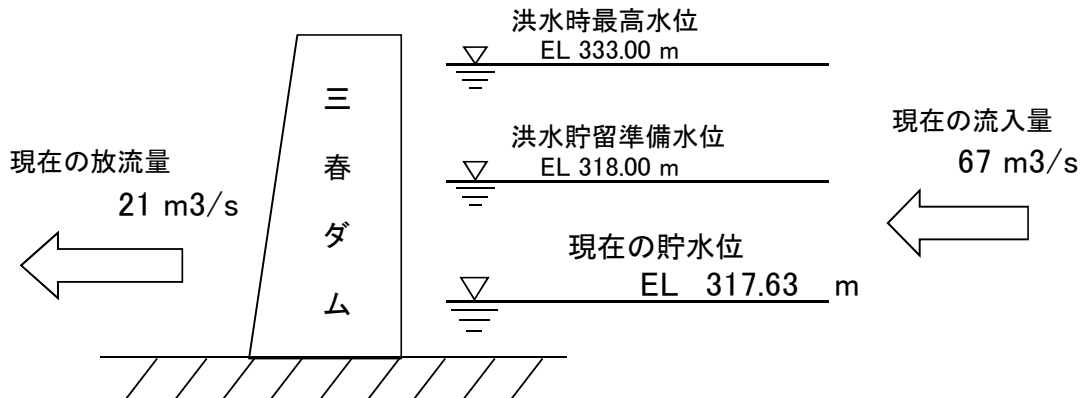 洪水時最高水位
EL 333.00 m
三春ダム
現在の流入量
67 m3/s
洪水貯留準備水位
EL 318.00 m
現在の放流量
21 m3/s
現在の貯水位
EL 317.63 m